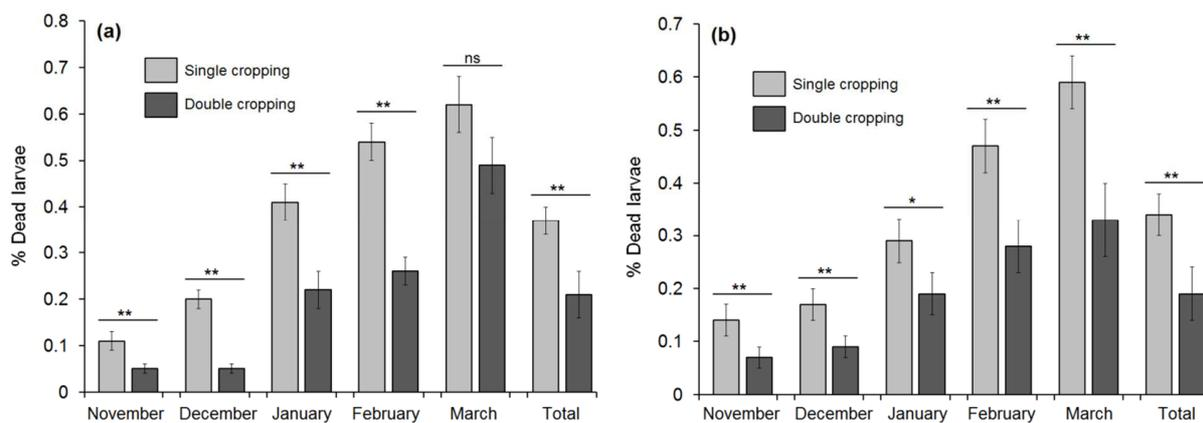 (a)
% Dead larvae
0.8
0.7
0.6
0.5
0.4
0.3
0.2
0.1
0
Single cropping
Double cropping
**
**
**
**
ns
**
November
December
January
February
March
Total
(b)
% Dead larvae
0.7
0.6
0.5
0.4
0.3
0.2
0.1
0
Single cropping
Double cropping
**
**
*
**
**
**
November
December
January
February
March
Total